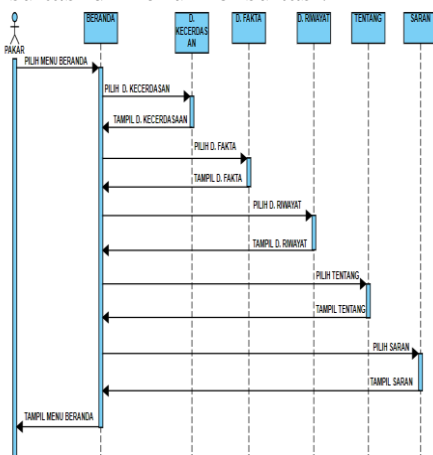 BERANDA
D.
KECERDAS
AN
D. FAKTA
D. RIWAYAT
TENTANG
SARAN
PAKAR
PILIH MENU BERANDA
PILIH D. KECERDASAN
TAMPIL D. KECERDASAAN
PILIH D. FAKTA
TAMPIL D. FAKTA
PILIH D. RIWAYAT
TAMPIL D. RIWAYAT
PILIH TENTANG
TAMPIL TENTANG
PILIH SARAN
TAMPIL SARAN
TAMPIL MENU BERANDA